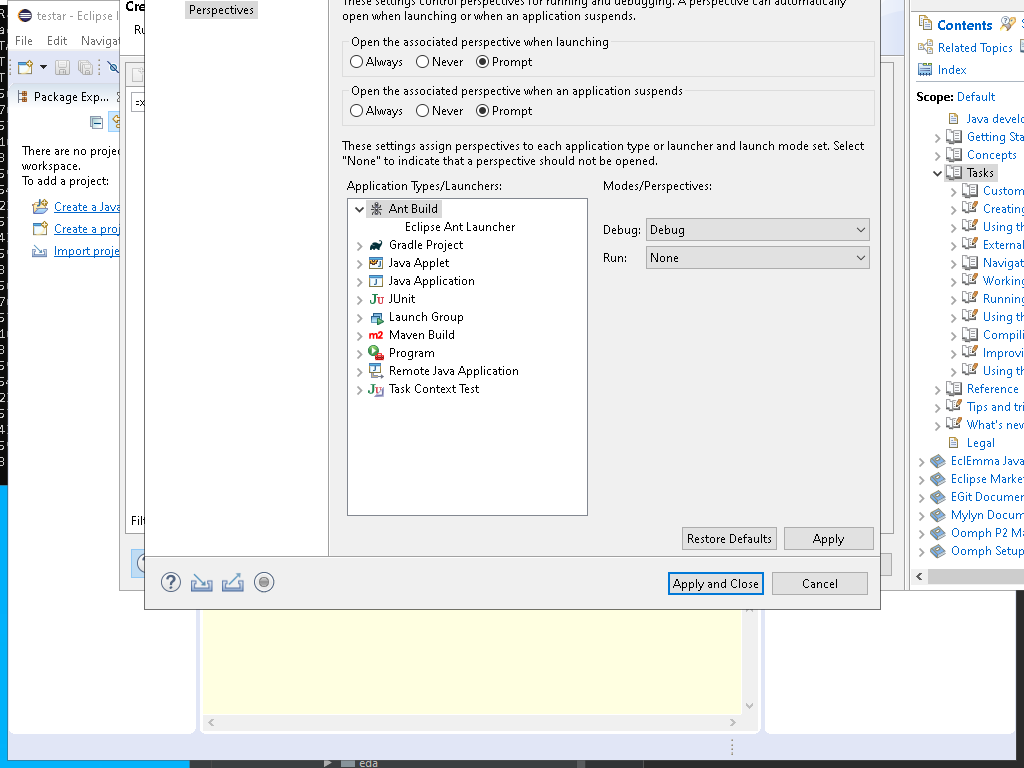 testar - Eclipse I
File Edit Navigat
Package Exp...
There are no proje
workspace.
To add a project:
Create a Java
Create a proj
Import proje
Cre
Ru
Filt
Perspectives
These settings control perspectives for running and debugging. A perspective can automatically
open when launching or when an application suspends.
Open the associated perspective when launching
Always Never Prompt
Open the associated perspective when an application suspends
Always Never Prompt
These settings assign perspectives to each application type or launcher and launch mode set. Select
"None" to indicate that a perspective should not be opened.
Application Types/Launchers:
Ant Build
Eclipse Ant Launcher
Gradle Project
Java Applet
Java Application
JUnit
Launch Group
Maven Build
Program
Remote Java Application
Task Context Test
Modes/Perspectives:
Debug: Debug
Run: None
Restore Defaults Apply
Apply and Close Cancel
Contents
Related Topics
Index
Scope: Default
Java develo
Getting Sta
Concepts
Tasks
Custom
Creating
Using th
External
Navigat
Working
Running
Using th
Compili
Improvi
Using th
Reference
Tips and tri
What's new
Legal
EclEmma Java
Eclipse Marke
EGit Documen
Mylyn Docum
Oomph P2 Ma
Oomph Setup
eda